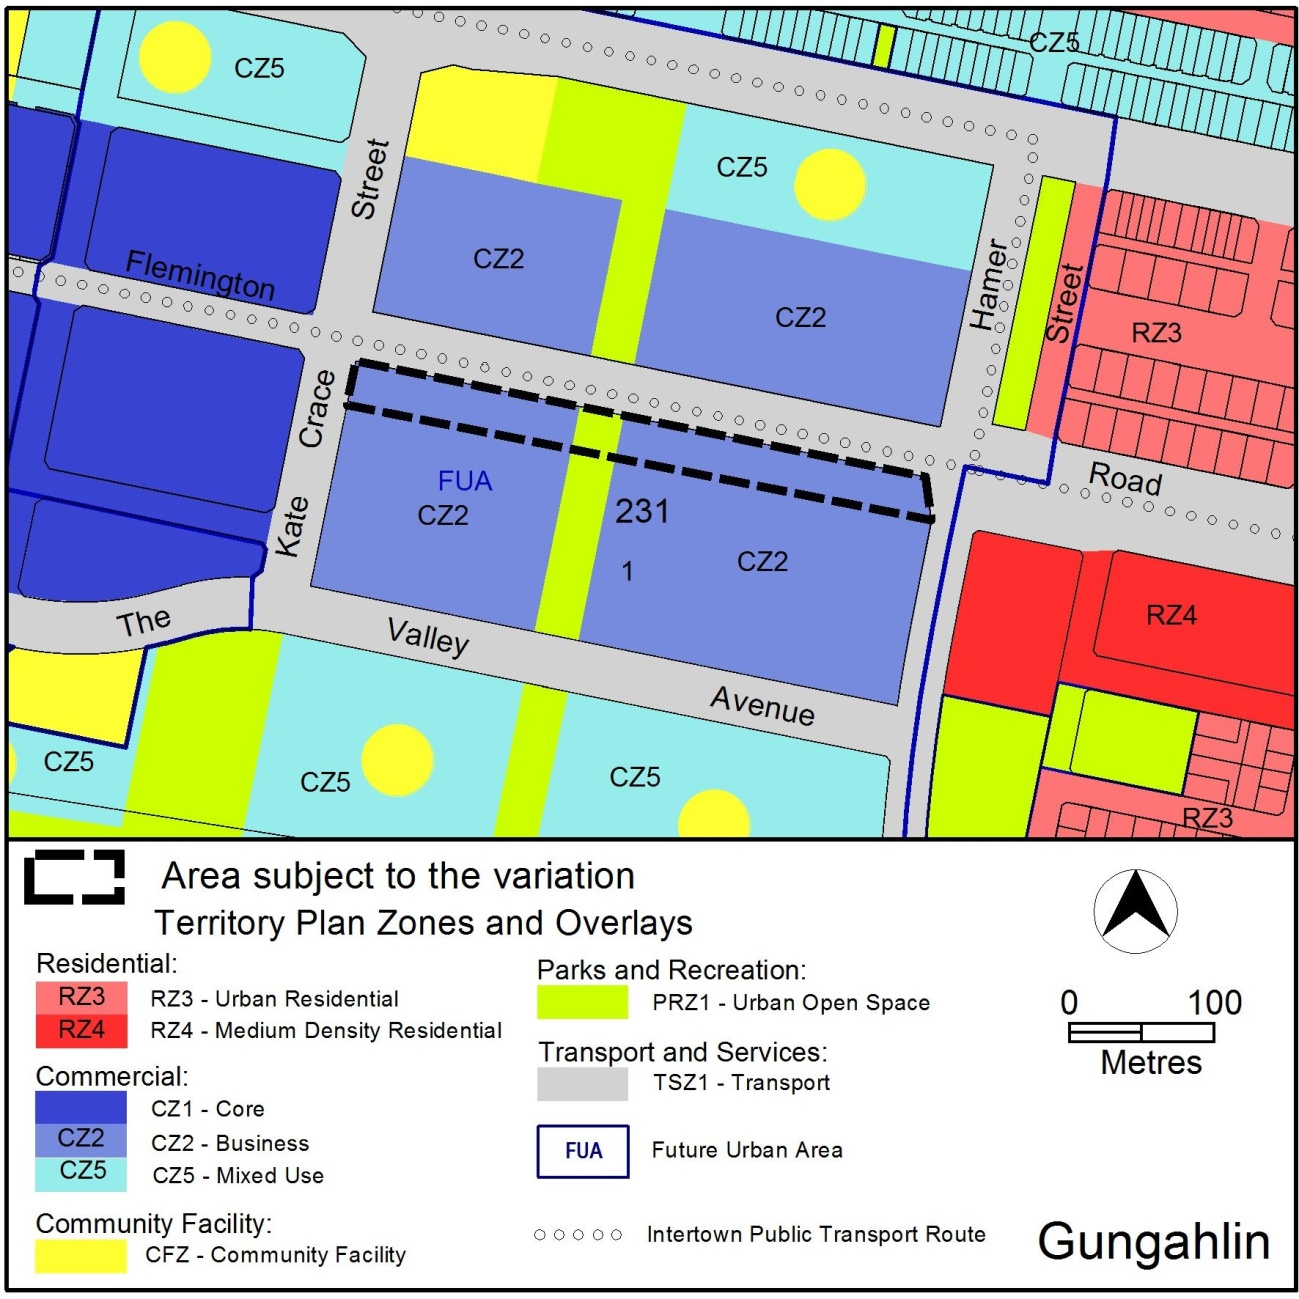 CZ5
CZ5
CZ5
Street
CZ2
CZ2
Flemington
Hamer
Street
RZ3
Crace
Kate
FUA
CZ2
231
1
CZ2
Road
RZ4
The
Valley
Avenue
CZ5
CZ5
CZ5
RZ3
Area subject to the variation
Territory Plan Zones and Overlays
Residential:
RZ3 RZ3 - Urban Residential
RZ4 RZ4 - Medium Density Residential
Commercial:
CZ1 - Core
CZ2 CZ2 - Business
CZ5 CZ5 - Mixed Use
Community Facility:
CFZ - Community Facility
Parks and Recreation:
PRZ1 - Urban Open Space
Transport and Services:
TSZ1 - Transport
FUA Future Urban Area
Intertown Public Transport Route
0 100
Metres
Gungahlin